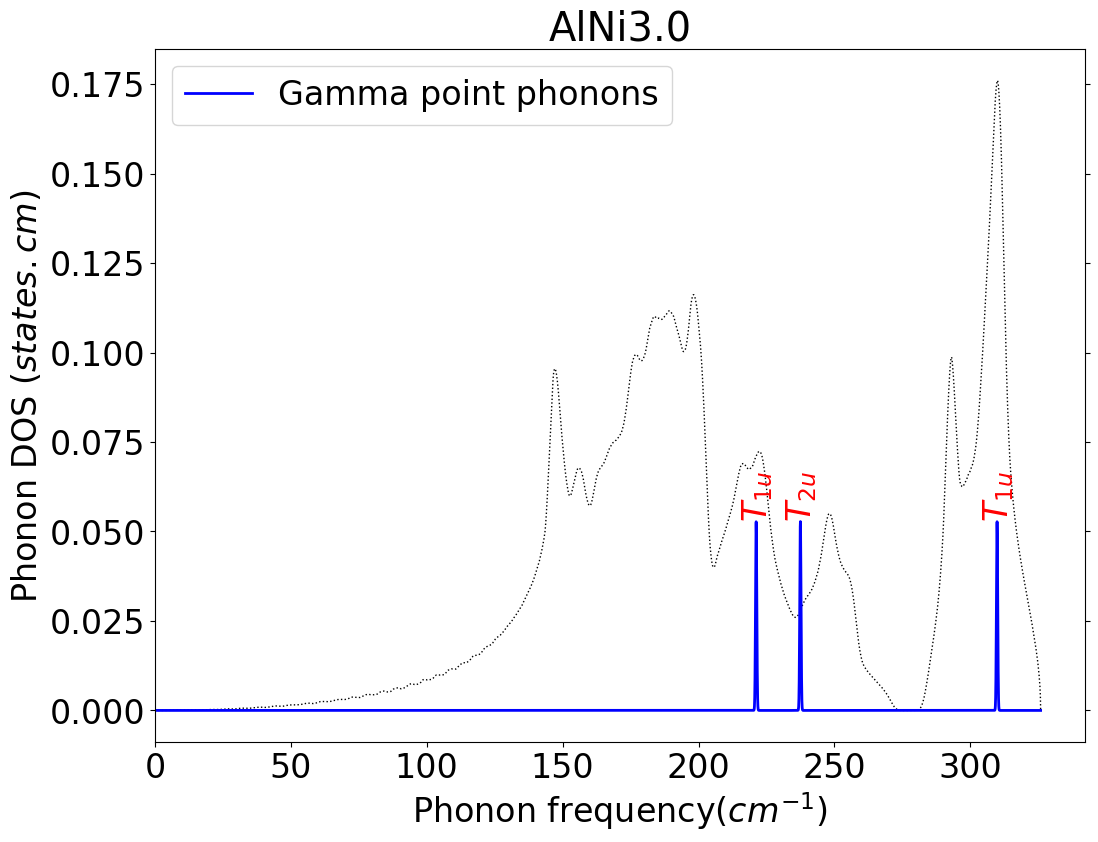 AlNi3.0
Gamma point phonons
0.175
0.150
0.125
0.100
0.075
0.050
0.025
0.000
Phonon DOS (states.cm)
T1u
T2u
T1u
0 50 100 150 200 250 300
Phonon frequency(cm−1)